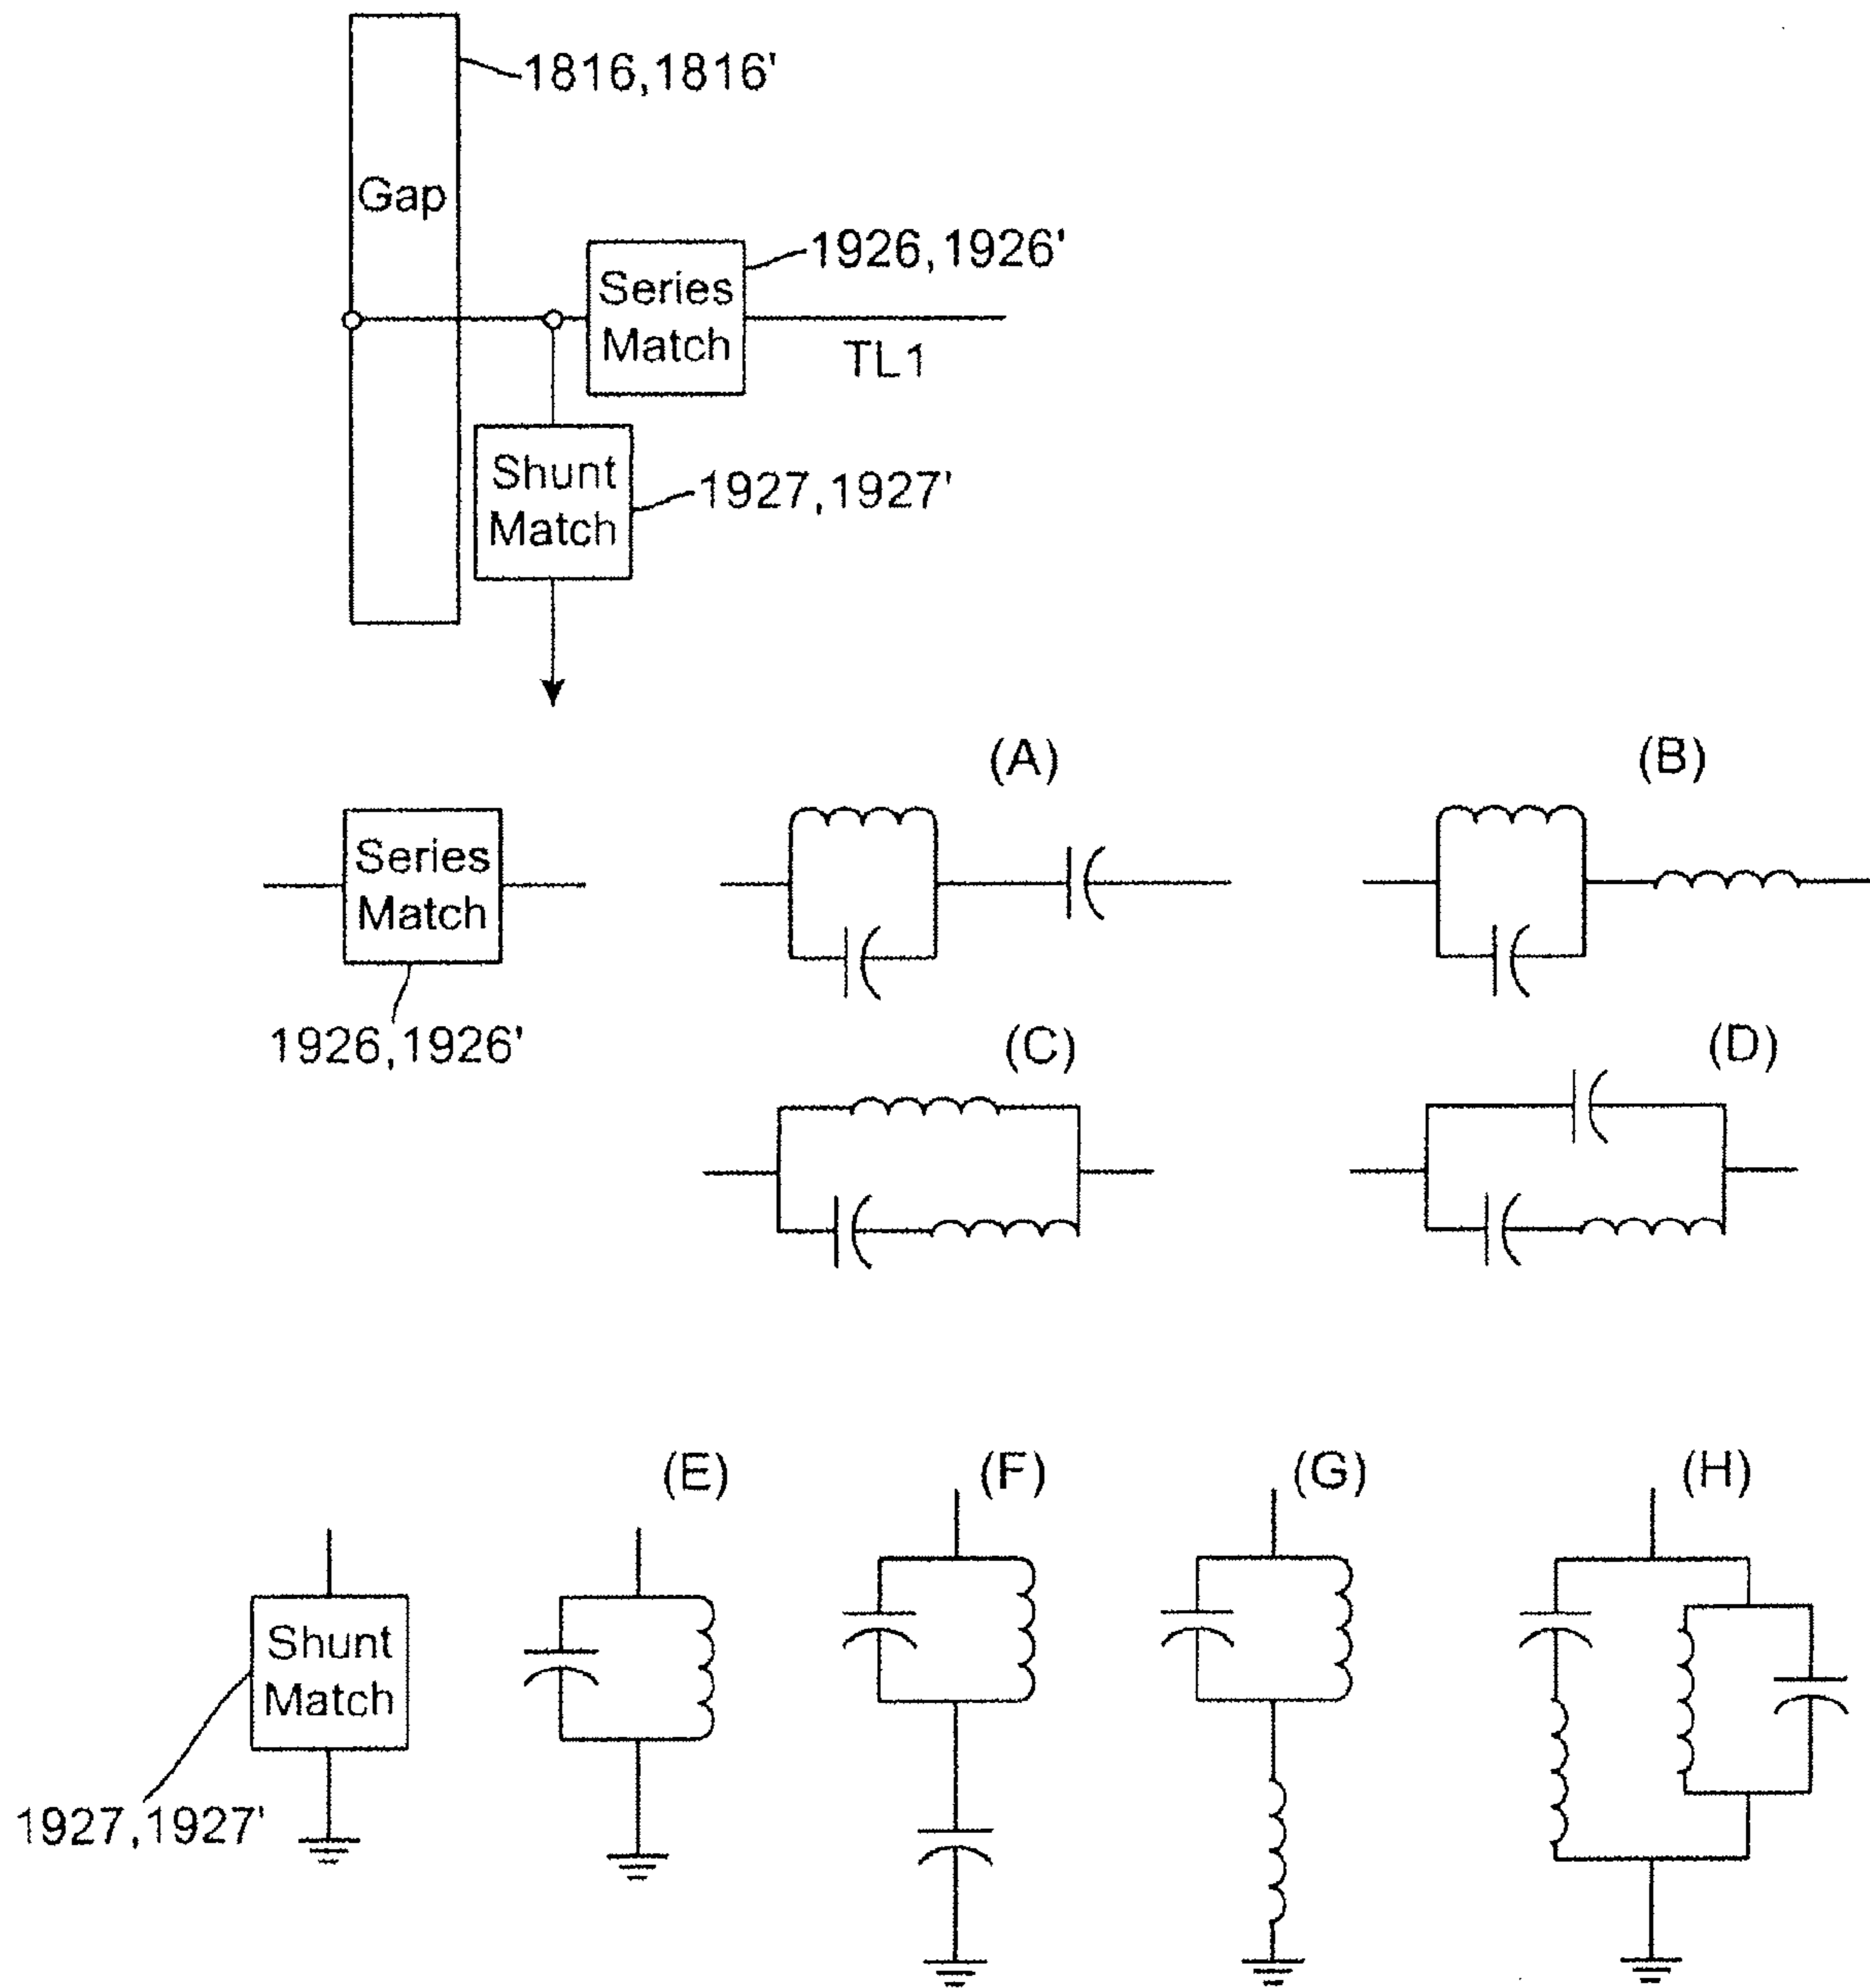 1816,1816'
Gap
1926,1926'
Series
Match
TL1
Shunt
Match
1927,1927'
(A)
(B)
Series
Match
1926,1926'
(C)
(D)
(E)
(F)
(G)
(H)
Shunt
Match
1927,1927'